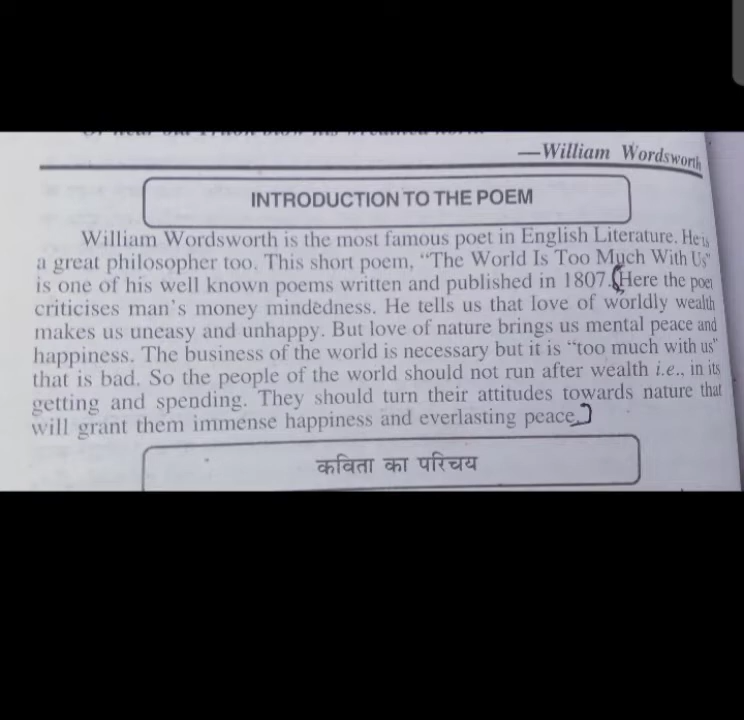 —William Wordsworth
INTRODUCTION TO THE POEM
William Wordsworth is the most famous poet in English Literature. He is
a great philosopher too. This short poem, “The World Is Too Much With Us”
is one of his well known poems written and published in 1807. Here the poet
criticises man's money mindedness. He tells us that love of worldly wealth
makes us uneasy and unhappy. But love of nature brings us mental peace and
happiness. The business of the world is necessary but it is “too much with us”
that is bad. So the people of the world should not run after wealth i.e., in its
getting and spending. They should turn their attitudes towards nature that
will grant them immense happiness and everlasting peace.
कविता का परिचय